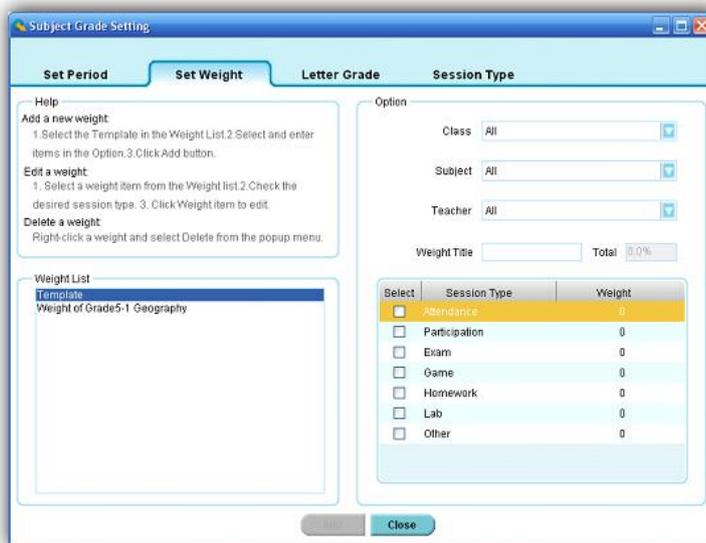 Subject Grade Setting
Set Period Set Weight Letter Grade Session Type
Help
Add a new weight:
1.Select the Template in the Weight List.2.Select and enter
items in the Option.3.Click Add button.
Edit a weight:
1. Select a weight item from the Weight list.2.Check the
desired session type. 3. Click Weight item to edit.
Delete a weight:
Right-click a weight and select Delete from the popup menu.
Weight List
Template
Weight of Grade5-1 Geography
Option
Class All
Subject All
Teacher All
Weight Title Total 0.0%
Select Session Type Weight
Attendance 0
Participation 0
Exam 0
Game 0
Homework 0
Lab 0
Other 0
Add Close